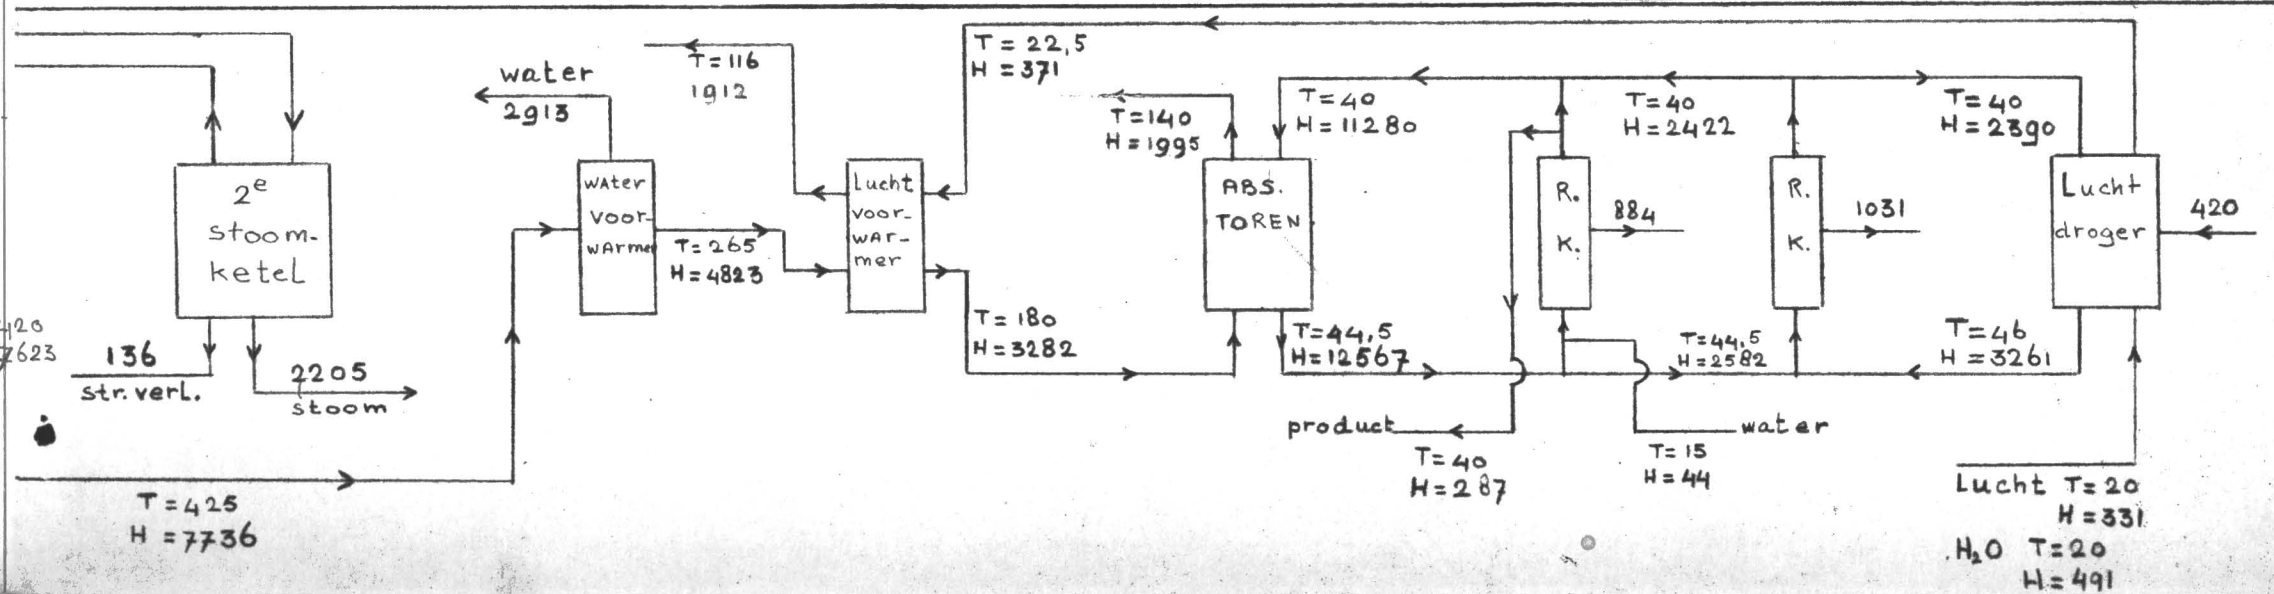 2e
stoom-
ketel
420
7623
136
str. verl.
2205
stoom
T = 425
H = 7736
water
2913
WAter
voor-
wArmer
T = 265
H = 4823
T = 116
1912
Lucht
voor-
wAr-
mer
T = 22,5
H = 371
T = 180
H = 3282
T = 140
H = 1995
T = 40
H = 11280
ABS.
TOREN
T = 44,5
H = 12567
product
T = 40
H = 287
R.
K.
884
T = 40
H = 2422
water
T = 15
H = 44
T = 44,5
H = 2582
R.
K.
1031
T = 40
H = 2390
Lucht
droger
420
T = 46
H = 3261
Lucht T = 20
H = 331
H₂O T = 20
H = 491